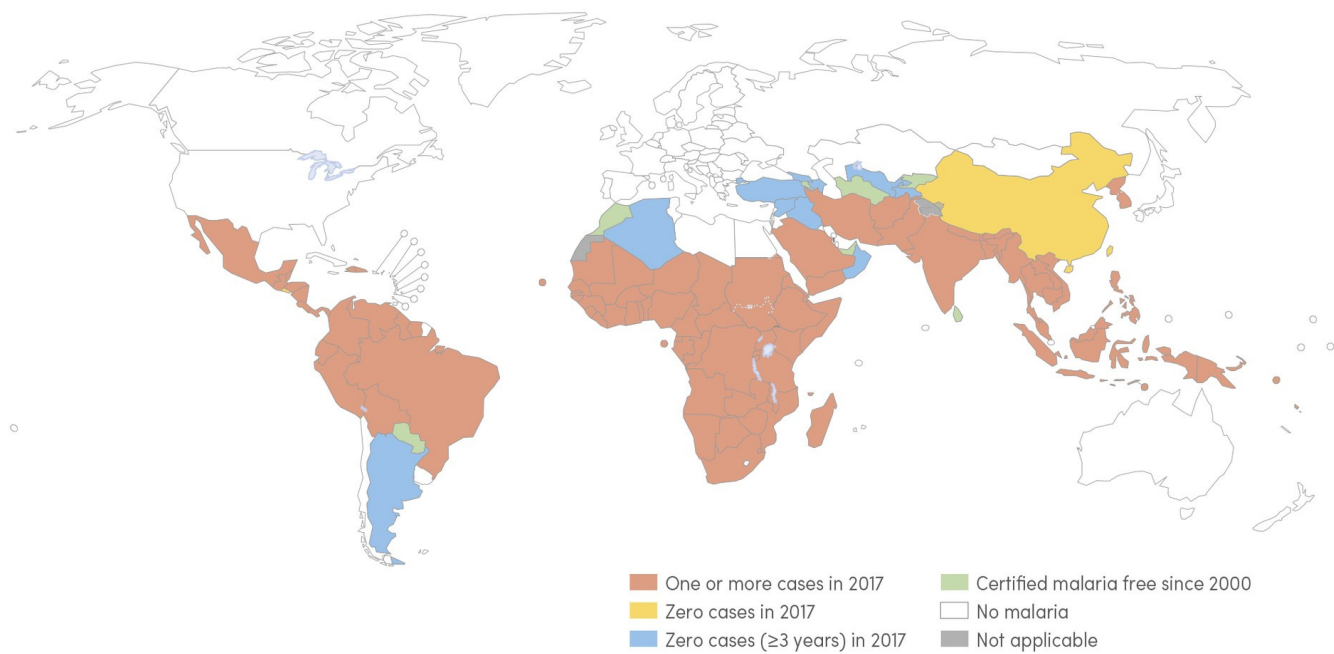 One or more cases in 2017
Zero cases in 2017
Zero cases (≥3 years) in 2017
Certified malaria free since 2000
No malaria
Not applicable